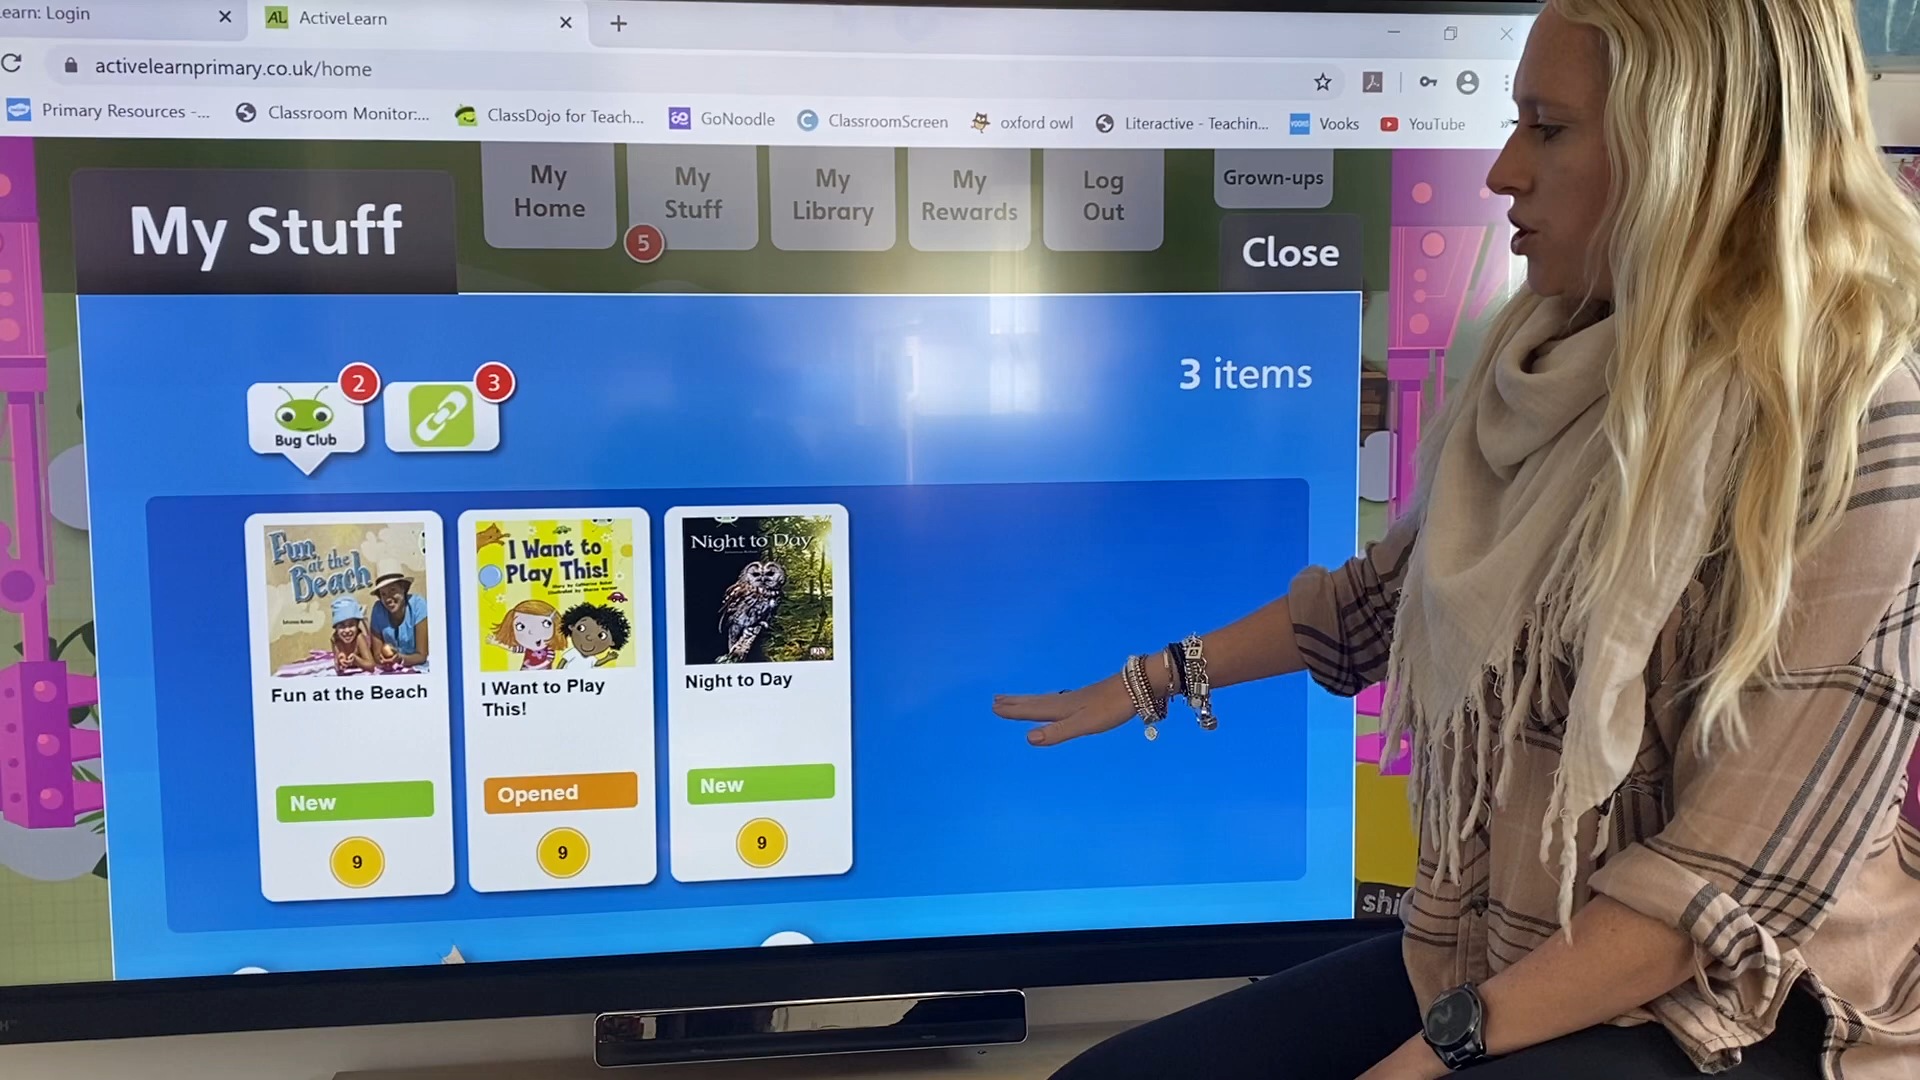 earn: Login
AL ActiveLearn
activelearnprimary.co.uk/home
Primary Resources -...
Classroom Monitor:...
ClassDojo for Teach...
GoNoodle
C ClassroomScreen
oxford owl
Literactive - Teachin...
Vooks
YouTube
My Stuff
My
Home
My
Stuff
5
My
Library
My
Rewards
Log
Out
Grown-ups
Close
2
3
Bug Club
3 items
Fun
at the
Beach
I Want to
Play This!
Night to Day
DK
Fun at the Beach
I Want to Play
This!
Night to Day
New
Opened
New
9
9
9
shi